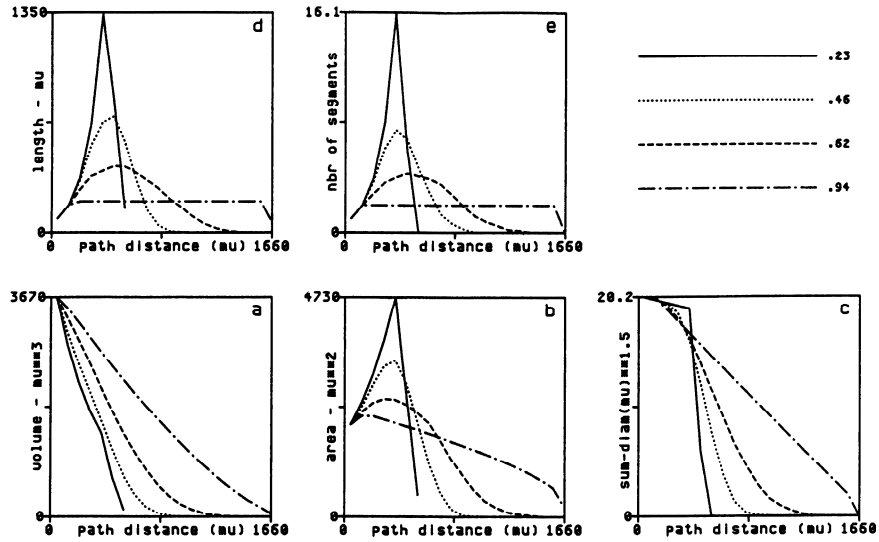 1350
d
length - mu
0
0
path distance (mu)
1660
16.1
e
nbr of segments
0
0
path distance (mu)
1660
.23
.46
.62
.94
3670
a
volume - mu**3
0
0
path distance (mu)
1660
4730
b
area - mu**2
0
0
path distance (mu)
1660
20.2
c
sum-diam(mu)**1.5
0
0
path distance (mu)
1660